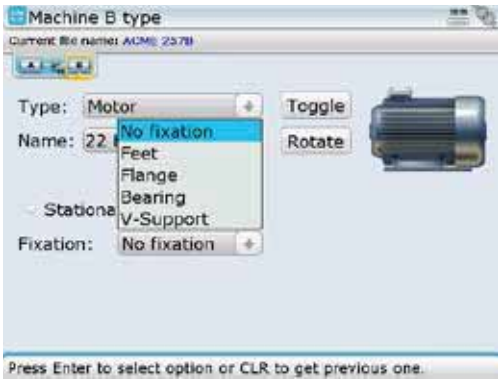 Machine B type
Current file name: ACME 2578
A B
Type: Motor Toggle
Name: 22 Rotate
No fixation
Feet
Flange
Bearing
V-Support
Stationa
Fixation: No fixation
Press Enter to select option or CLR to get previous one.